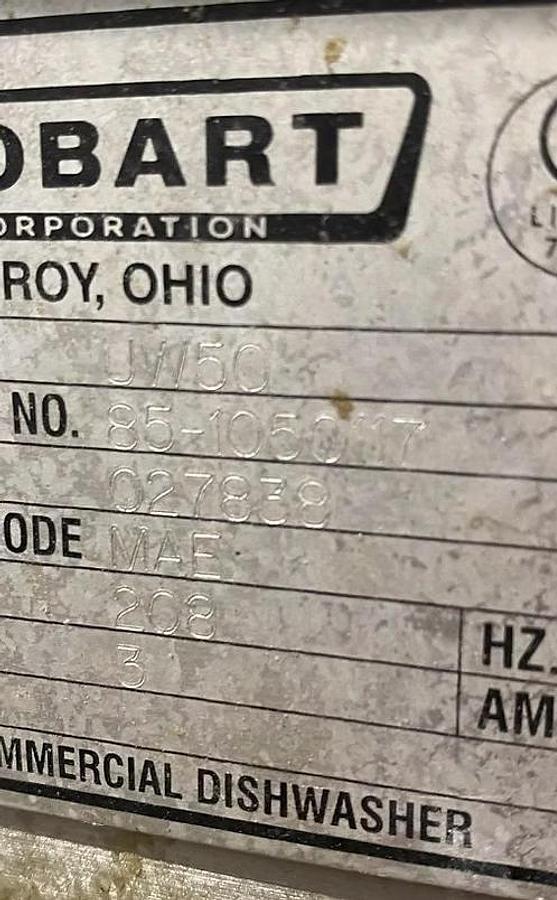 OBART
ORPORATION
ROY, OHIO
UW50
NO. 85-1050117
027838
ODE MAE
208
HZ.
3
AM
MMERCIAL DISHWASHER